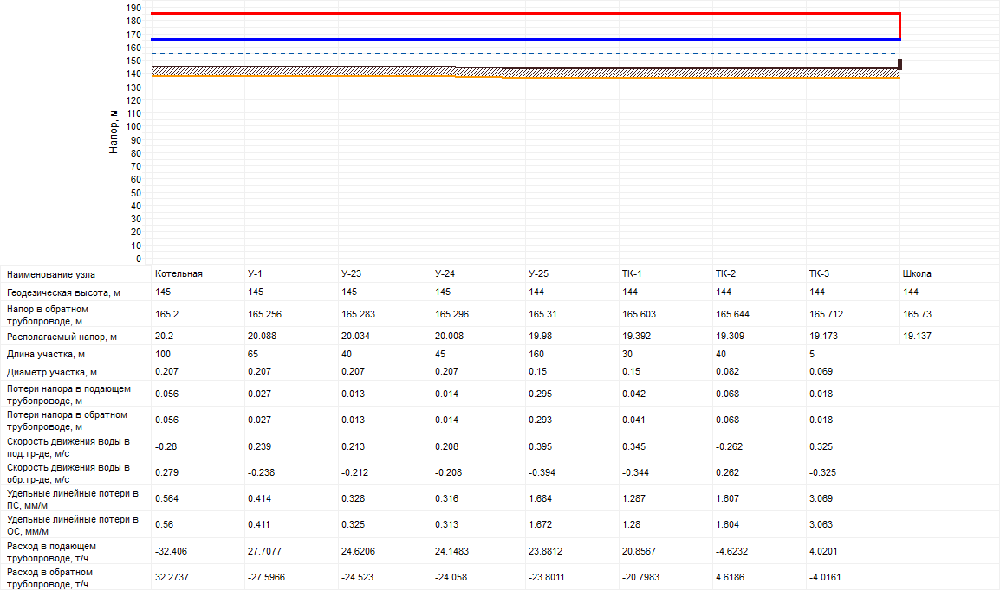 190
180
170
160
150
140
130
120
110
100
90
80
70
60
50
40
30
20
10
0
Напор, м
Наименование узла Котельная У-1 У-23 У-24 У-25 ТК-1 ТК-2 ТК-3 Школа
Геодезическая высота, м 145 145 145 145 144 144 144 144 144
Напор в обратном
трубопроводе, м 165.2 165.256 165.283 165.296 165.31 165.603 165.644 165.712 165.73
Располагаемый напор, м 20.2 20.088 20.034 20.008 19.98 19.392 19.309 19.173 19.137
Длина участка, м 100 65 40 45 160 30 40 5
Диаметр участка, м 0.207 0.207 0.207 0.207 0.15 0.15 0.082 0.069
Потери напора в подающем
трубопроводе, м 0.056 0.027 0.013 0.014 0.295 0.042 0.068 0.018
Потери напора в обратном
трубопроводе, м 0.056 0.027 0.013 0.014 0.293 0.041 0.068 0.018
Скорость движения воды в
под.тр-де, м/с -0.28 0.239 0.213 0.208 0.395 0.345 -0.262 0.325
Скорость движения воды в
обр.тр-де, м/с 0.279 -0.238 -0.212 -0.208 -0.394 -0.344 0.262 -0.325
Удельные линейные потери в
ПС, мм/м 0.564 0.414 0.328 0.316 1.684 1.287 1.607 3.069
Удельные линейные потери в
ОС, мм/м 0.56 0.411 0.325 0.313 1.672 1.28 1.604 3.063
Расход в подающем
трубопроводе, т/ч -32.406 27.7077 24.6206 24.1483 23.8812 20.8567 -4.6232 4.0201
Расход в обратном
трубопроводе, т/ч 32.2737 -27.5966 -24.523 -24.058 -23.8011 -20.7983 4.6186 -4.0161